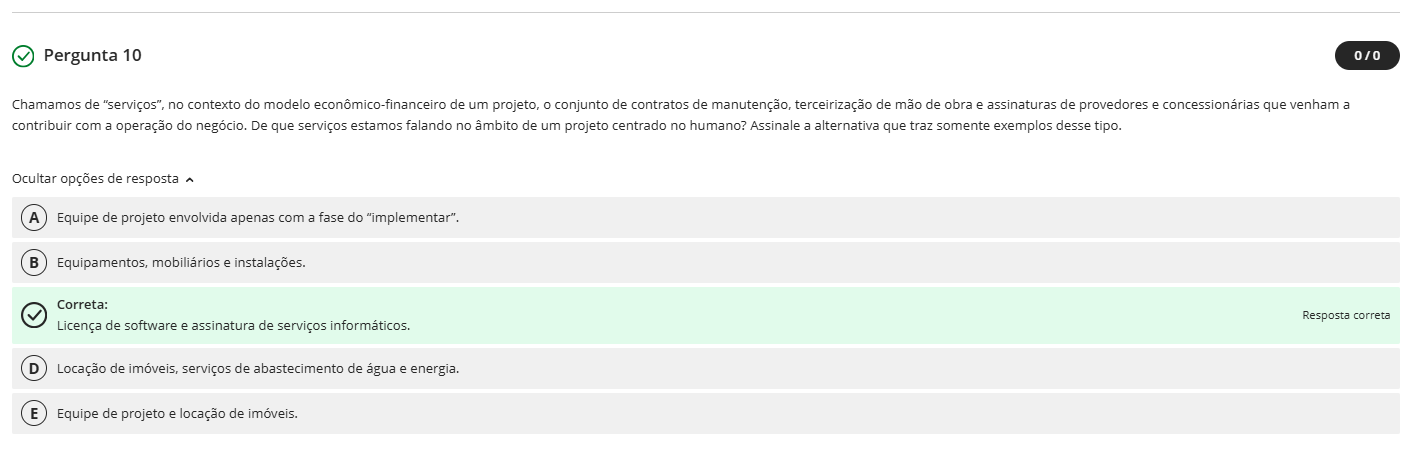 Pergunta 10
0 / 0
Chamamos de “serviços”, no contexto do modelo econômico-financeiro de um projeto, o conjunto de contratos de manutenção, terceirização de mão de obra e assinaturas de provedores e concessionárias que venham a
contribuir com a operação do negócio. De que serviços estamos falando no âmbito de um projeto centrado no humano? Assinale a alternativa que traz somente exemplos desse tipo.
Ocultar opções de resposta
A Equipe de projeto envolvida apenas com a fase do “implementar”.
B Equipamentos, mobiliários e instalações.
Correta:
Licença de software e assinatura de serviços informáticos.
Resposta correta
D Locação de imóveis, serviços de abastecimento de água e energia.
E Equipe de projeto e locação de imóveis.